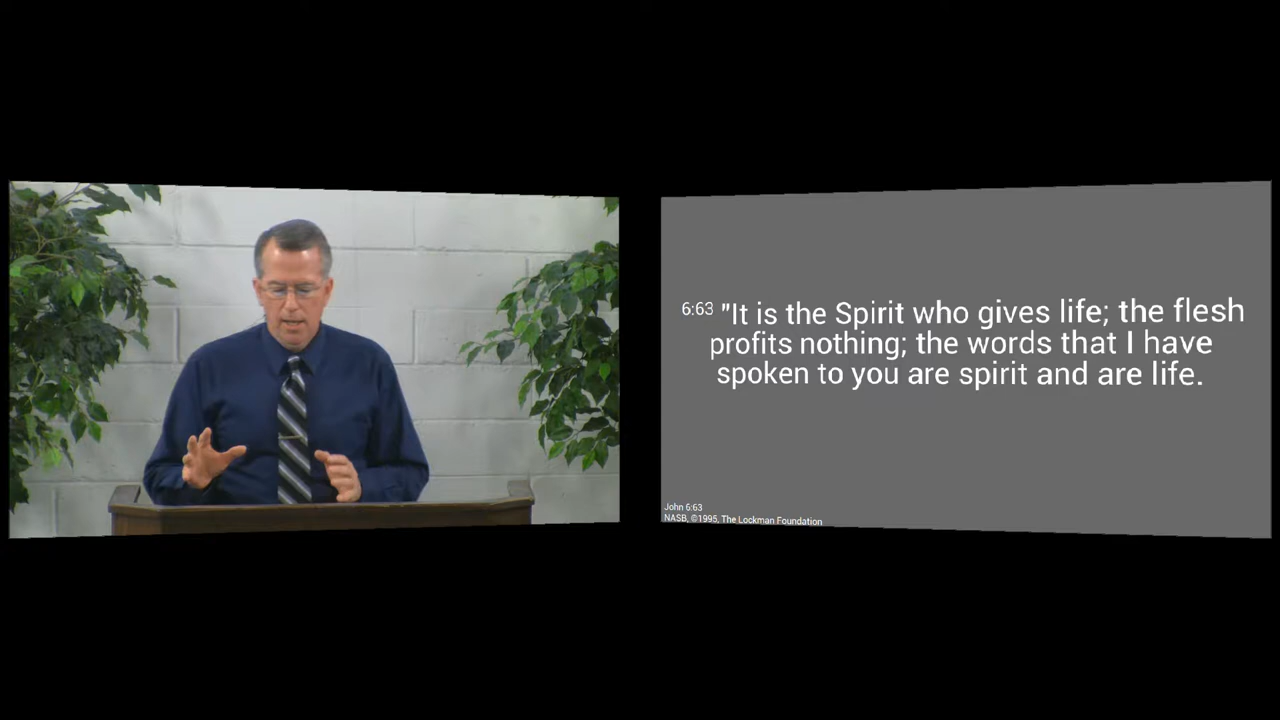 6:63 "It is the Spirit who gives life; the flesh
profits nothing; the words that I have
spoken to you are spirit and are life.
John 6:63
NASB, ©1995, The Lockman Foundation